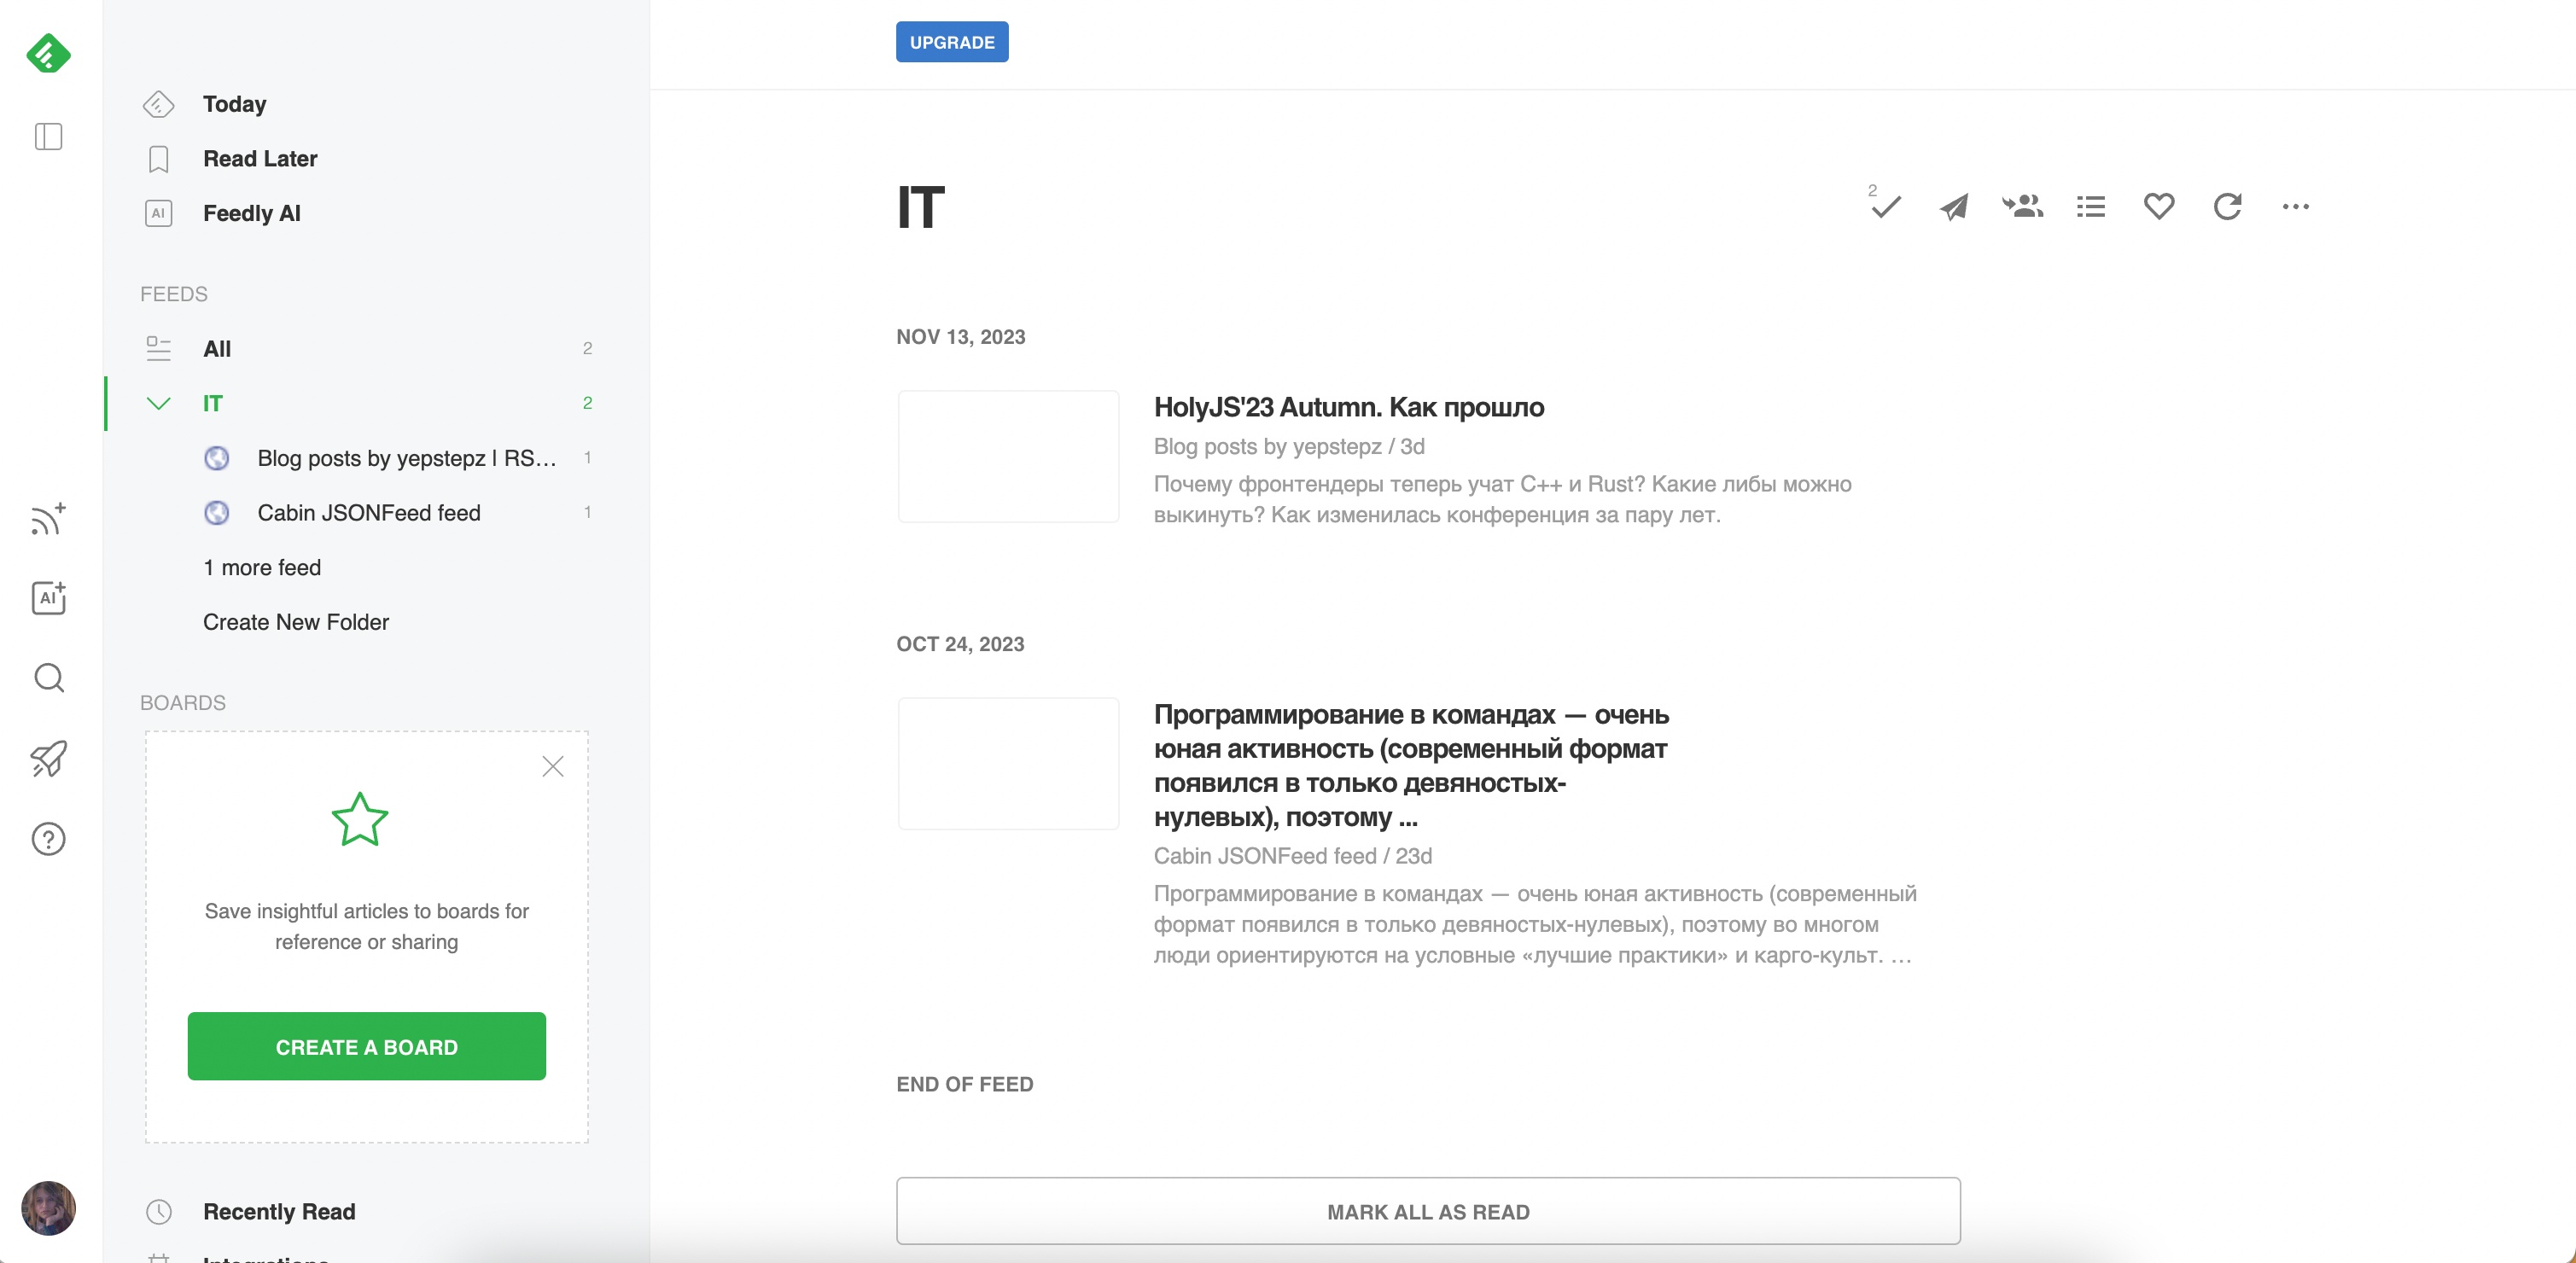 UPGRADE
Today
Read Later
AI
Feedly AI
FEEDS
All 2
IT 2
Blog posts by yepstepz | RS... 1
Cabin JSONFeed feed 1
1 more feed
Create New Folder
AI
BOARDS
Save insightful articles to boards for
reference or sharing
CREATE A BOARD
Recently Read
Integrations
IT
2
NOV 13, 2023
HolyJS'23 Autumn. Как прошло
Blog posts by yepstepz / 3d
Почему фронтендеры теперь учат C++ и Rust? Какие либы можно
выкинуть? Как изменилась конференция за пару лет.
OCT 24, 2023
Программирование в командах — очень
юная активность (современный формат
появился в только девяностых-
нулевых), поэтому ...
Cabin JSONFeed feed / 23d
Программирование в командах — очень юная активность (современный
формат появился в только девяностых-нулевых), поэтому во многом
люди ориентируются на условные «лучшие практики» и карго-культ. ...
END OF FEED
MARK ALL AS READ